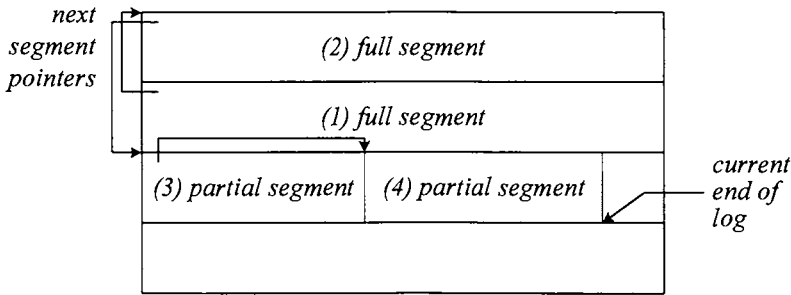 next
segment
pointers
(2) full segment
(1) full segment
(3) partial segment
(4) partial segment
current
end of
log